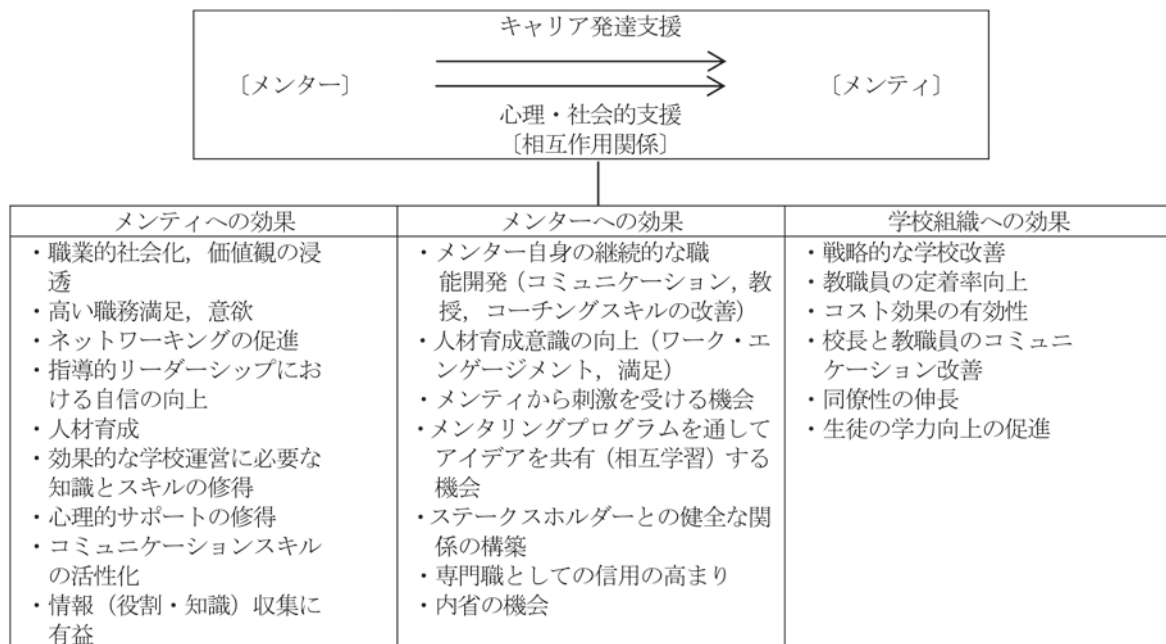 キャリア発達支援
〔メンター〕
〔メンティ〕
心理・社会的支援
〔相互作用関係〕
メンティへの効果
・職業的社会化，価値観の浸
透
・高い職務満足，意欲
・ネットワーキングの促進
・指導的リーダーシップにお
ける自信の向上
・人材育成
・効果的な学校運営に必要な
知識とスキルの修得
・心理的サポートの修得
・コミュニケーションスキル
の活性化
・情報（役割・知識）収集に
有益
メンターへの効果
・メンター自身の継続的な職
能開発（コミュニケーション，教
授，コーチングスキルの改善）
・人材育成意識の向上（ワーク・エ
ンゲージメント，満足）
・メンティから刺激を受ける機会
・メンタリングプログラムを通して
アイデアを共有（相互学習）する
機会
・ステークスホルダーとの健全な関
係の構築
・専門職としての信用の高まり
・内省の機会
学校組織への効果
・戦略的な学校改善
・教職員の定着率向上
・コスト効果の有効性
・校長と教職員のコミュニ
ケーション改善
・同僚性の伸長
・生徒の学力向上の促進